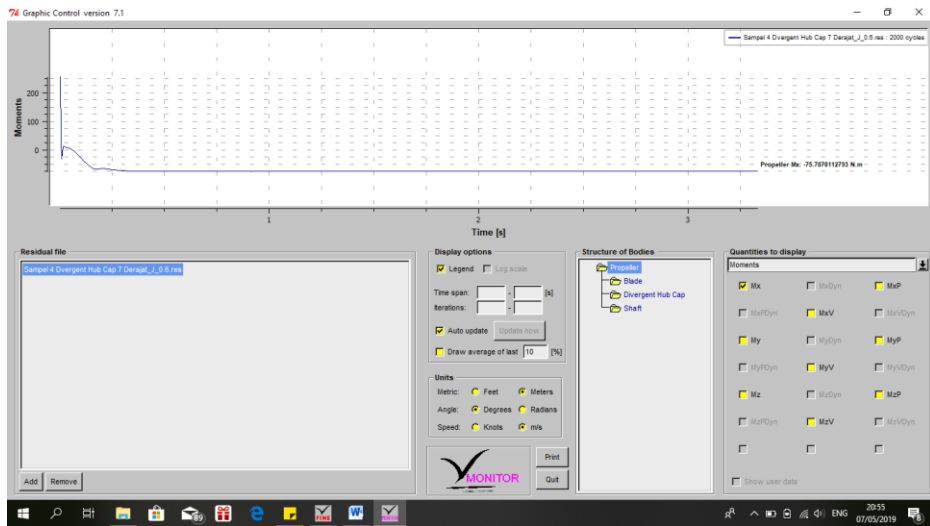 Graphic Control version 7.1
Sampel 4 Dvergent Hub Cap 7 Derajat_J_0.6.res : 2000 cycles
Moments
200
100
0
Propeller Mx: -75.7870112793 N.m
1
2
3
Time [s]
Residual file
Sampel 4 Dvergent Hub Cap 7 Derajat_J_0.6.res
Add
Remove
Display options
Legend
Log scale
Time span:
-
[s]
Iterations:
-
Auto update
Update now
Draw average of last
10
[%]
Units
Metric:
Feet
Meters
Angle:
Degrees
Radians
Speed:
Knots
m/s
MONITOR
Print
Quit
Structure of Bodies
Propeller
Blade
Divergent Hub Cap
Shaft
Quantities to display
Moments
Mx
MxDyn
MxP
MxPDyn
MxV
MxVDyn
My
MyDyn
MyP
MyPDyn
MyV
MyVDyn
Mz
MzDyn
MzP
MzPDyn
MzV
MzVDyn
Show user data
89
ENG
20:55
07/05/2019